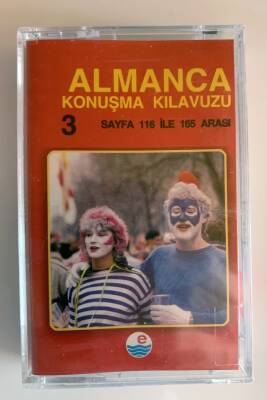 ALMANCA
KONUŞMA KILAVUZU
3 SAYFA 116 İLE 165 ARASI
e